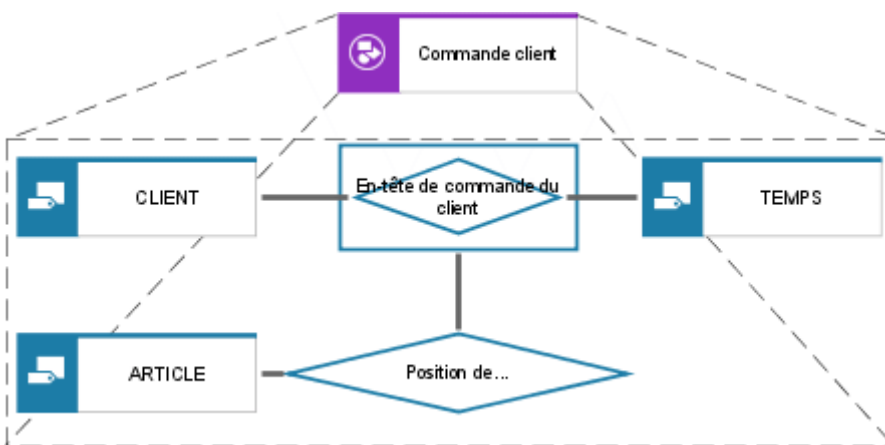 Commande client
CLIENT
En-tête de commande du
client
TEMPS
ARTICLE
Position de...